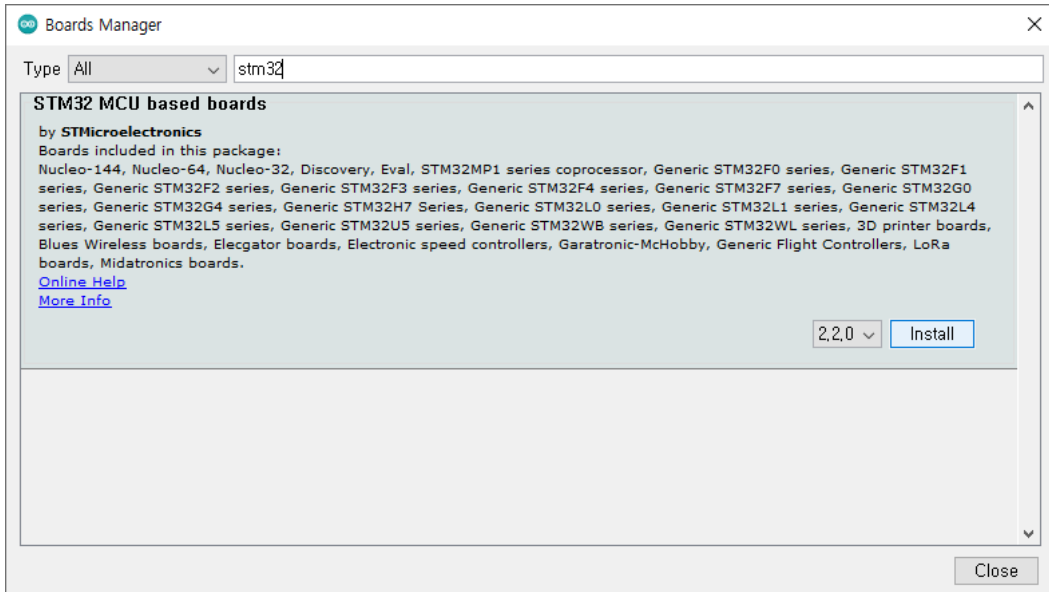 Boards Manager
Type All stm32
STM32 MCU based boards
by STMicroelectronics
Boards included in this package:
Nucleo-144, Nucleo-64, Nucleo-32, Discovery, Eval, STM32MP1 series coprocessor, Generic STM32F0 series, Generic STM32F1
series, Generic STM32F2 series, Generic STM32F3 series, Generic STM32F4 series, Generic STM32F7 series, Generic STM32G0
series, Generic STM32G4 series, Generic STM32H7 Series, Generic STM32L0 series, Generic STM32L1 series, Generic STM32L4
series, Generic STM32L5 series, Generic STM32U5 series, Generic STM32WB series, Generic STM32WL series, 3D printer boards,
Blues Wireless boards, Elecgator boards, Electronic speed controllers, Garatronic-McHobby, Generic Flight Controllers, LoRa
boards, Midatronics boards.
Online Help
More Info
2.2.0 Install
Close